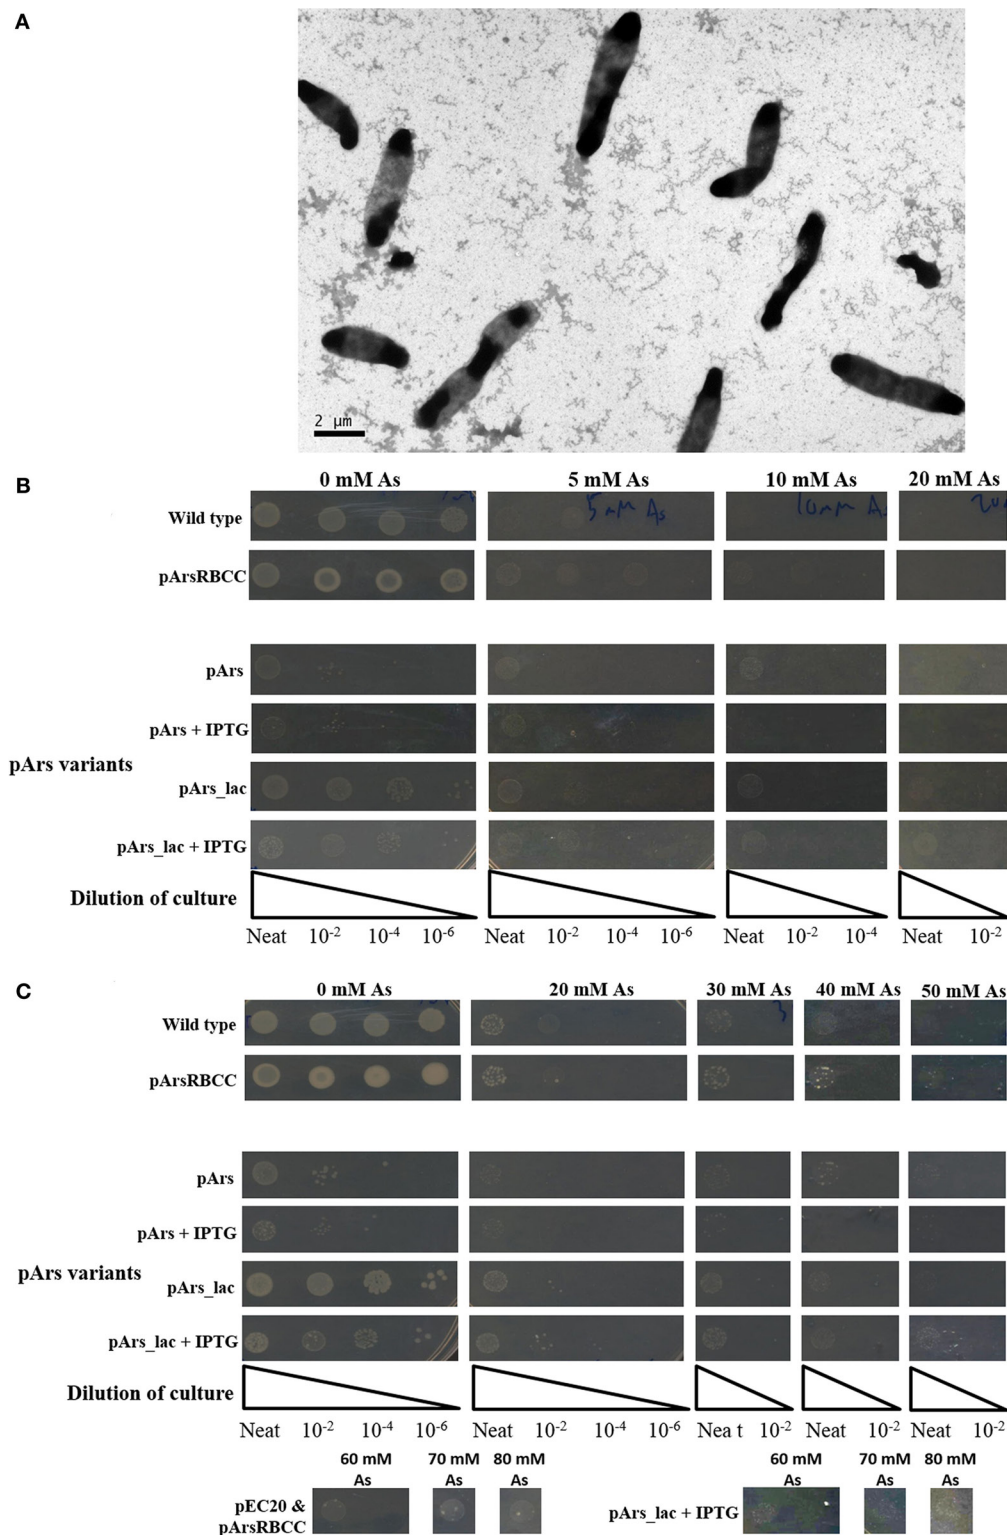 A
2 μm
B
0 mM As
5 mM As
10 mM As
20 mM As
Wild type
5 mM As
10mM As
pArsRBCC
pArs
pArs + IPTG
pArs variants
pArs_lac
pArs_lac + IPTG
Dilution of culture
Neat 10⁻² 10⁻⁴ 10⁻⁶
Neat 10⁻² 10⁻⁴ 10⁻⁶
Neat 10⁻² 10⁻⁴
Neat 10⁻²
C
0 mM As
20 mM As
30 mM As
40 mM As
50 mM As
Wild type
pArsRBCC
pArs
pArs + IPTG
pArs variants
pArs_lac
pArs_lac + IPTG
Dilution of culture
Neat 10⁻² 10⁻⁴ 10⁻⁶
Neat 10⁻² 10⁻⁴ 10⁻⁶
Nea t 10⁻²
Neat 10⁻²
Neat 10⁻²
60 mM As
70 mM As
80 mM As
pEC20 & pArsRBCC
60 mM As
70 mM As
80 mM As
pArs_lac + IPTG